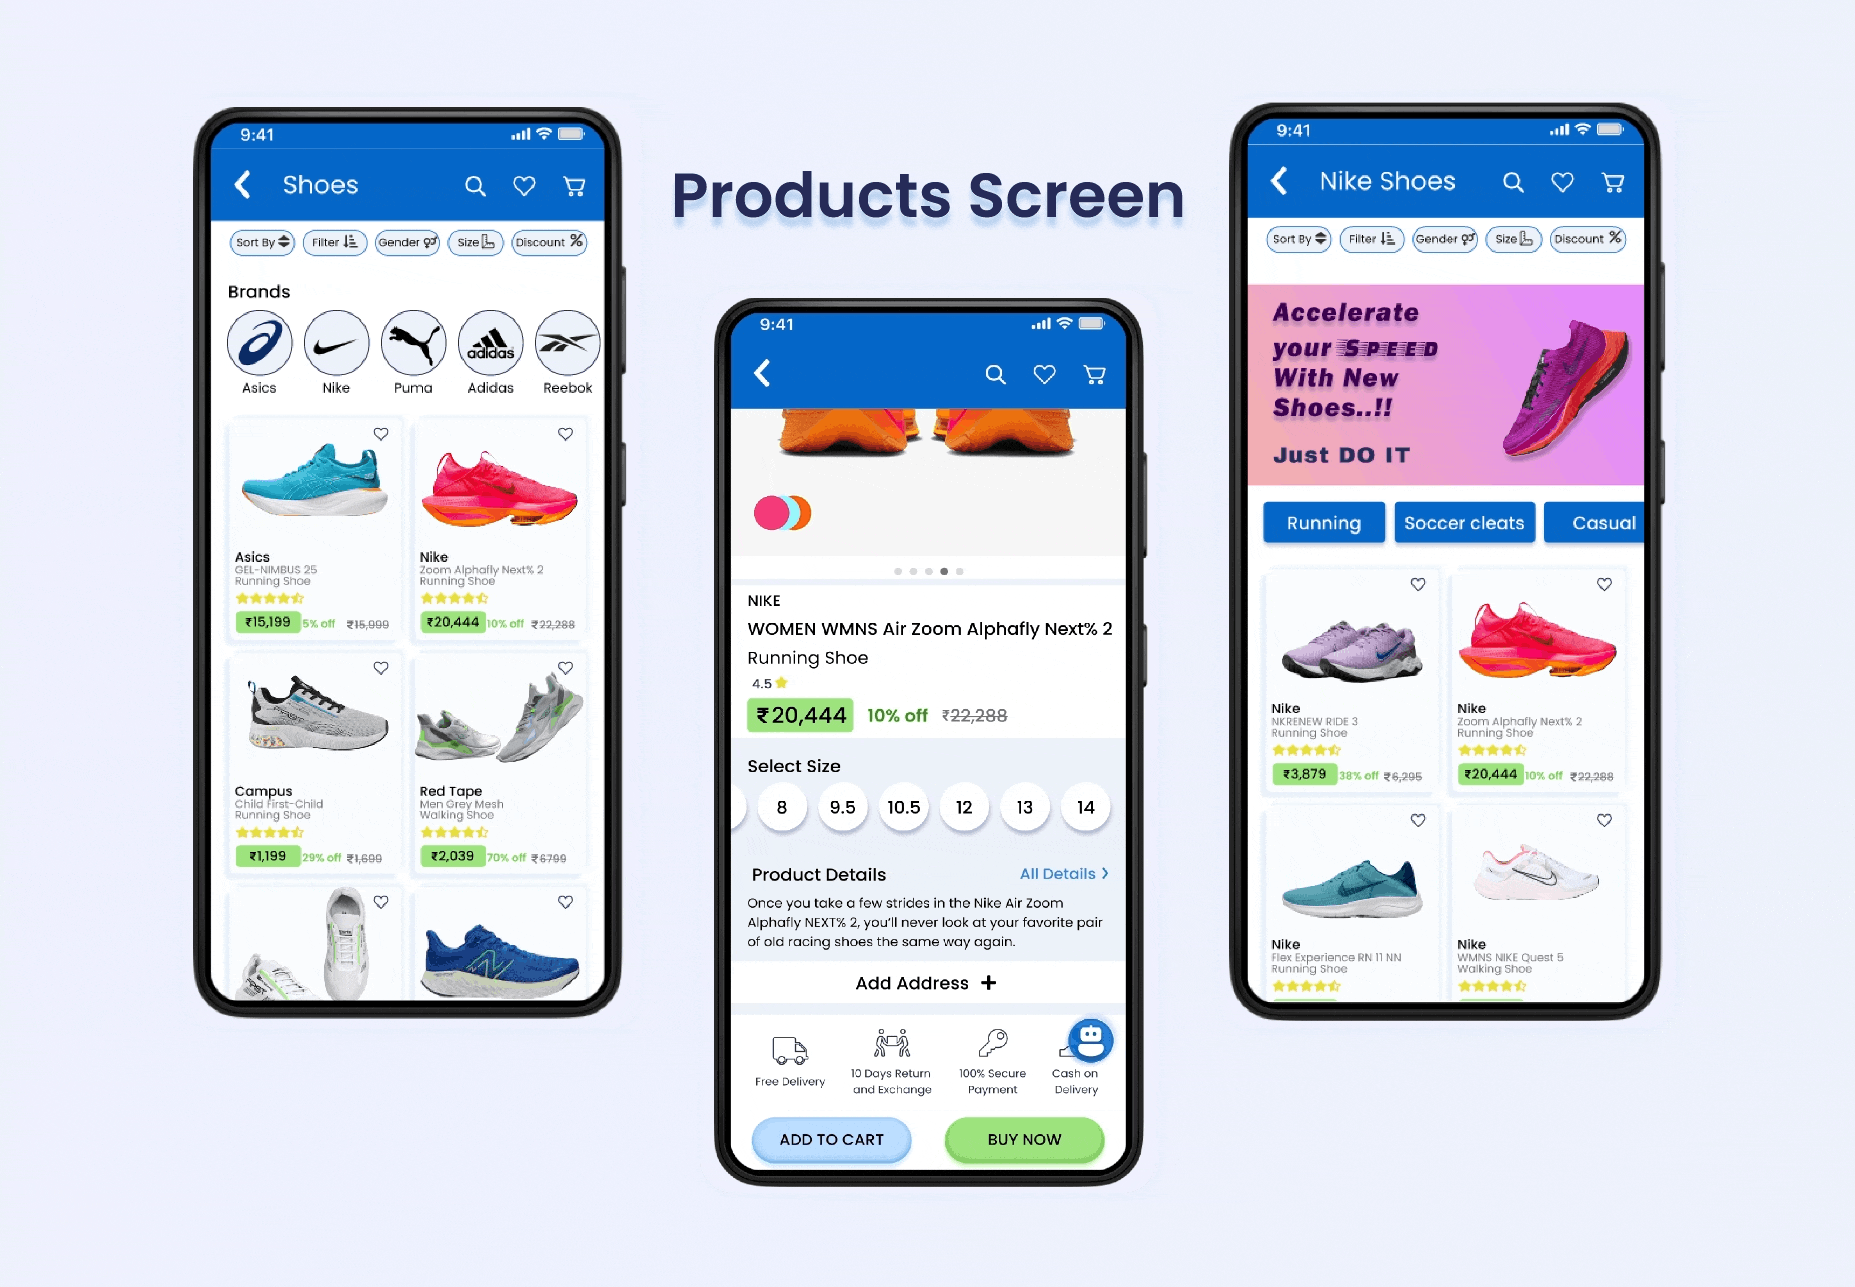 Products Screen
9:41
Shoes
Sort By
Filter
Gender
Size
Discount %
Brands
adidas
Asics
Nike
Puma
Adidas
Reebok
Asics
GEL-NIMBUS 25
Running Shoe
₹15,199 5% off ₹15,999
Nike
Zoom Alphafly Next% 2
Running Shoe
₹20,444 10% off ₹22,288
Campus
Child First-Child
Running Shoe
₹1,199 29% off ₹1,699
Red Tape
Men Grey Mesh
Walking Shoe
₹2,039 70% off ₹6799
9:41
NIKE
WOMEN WMNS Air Zoom Alphafly Next% 2
Running Shoe
4.5
₹20,444 10% off ₹22,288
Select Size
8 9.5 10.5 12 13 14
Product Details
All Details >
Once you take a few strides in the Nike Air Zoom
Alphafly NEXT% 2, you'll never look at your favorite pair
of old racing shoes the same way again.
Add Address +
Free Delivery
10 Days Return
and Exchange
100% Secure
Payment
Cash on
Delivery
ADD TO CART
BUY NOW
9:41
Nike Shoes
Sort By
Filter
Gender
Size
Discount %
Accelerate
your SPEED
With New
Shoes..!!
Just DO IT
Running
Soccer cleats
Casual
Nike
NKRENEW RIDE 3
Running Shoe
₹3,879 38% off ₹6,295
Nike
Zoom Alphafly Next% 2
Running Shoe
₹20,444 10% off ₹22,288
Nike
Flex Experience RN 11 NN
Running Shoe
Nike
WMNS NIKE Quest 5
Walking Shoe